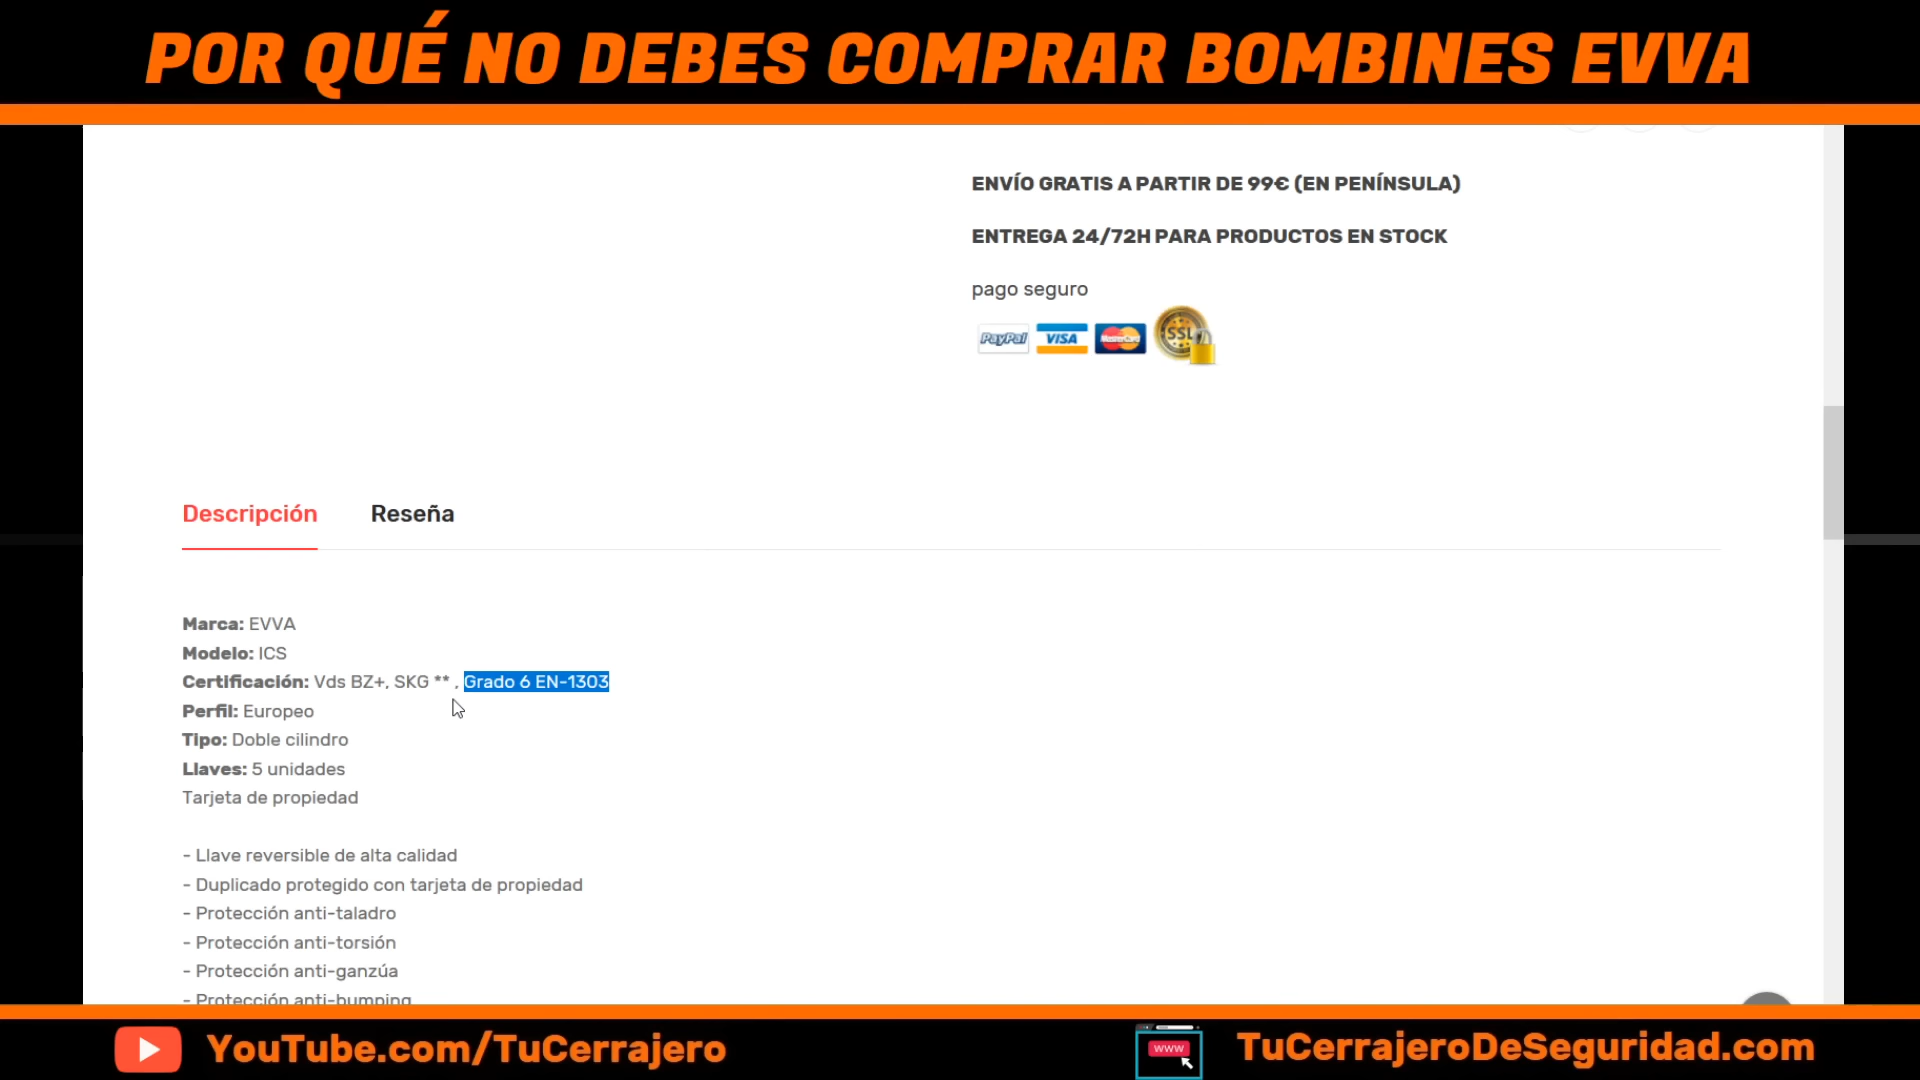 POR QUÉ NO DEBES COMPRAR BOMBINES EVVA
ENVÍO GRATIS A PARTIR DE 99€ (EN PENÍNSULA)
ENTREGA 24/72H PARA PRODUCTOS EN STOCK
pago seguro
PayPal VISA MasterCard SSL
Descripción Reseña
Marca: EVVA
Modelo: ICS
Certificación: Vds BZ+, SKG ** , Grado 6 EN-1303
Perfil: Europeo
Tipo: Doble cilindro
Llaves: 5 unidades
Tarjeta de propiedad
- Llave reversible de alta calidad
- Duplicado protegido con tarjeta de propiedad
- Protección anti-taladro
- Protección anti-torsión
- Protección anti-ganzúa
- Protección anti-bumping
YouTube.com/TuCerrajero
www
TuCerrajeroDeSeguridad.com